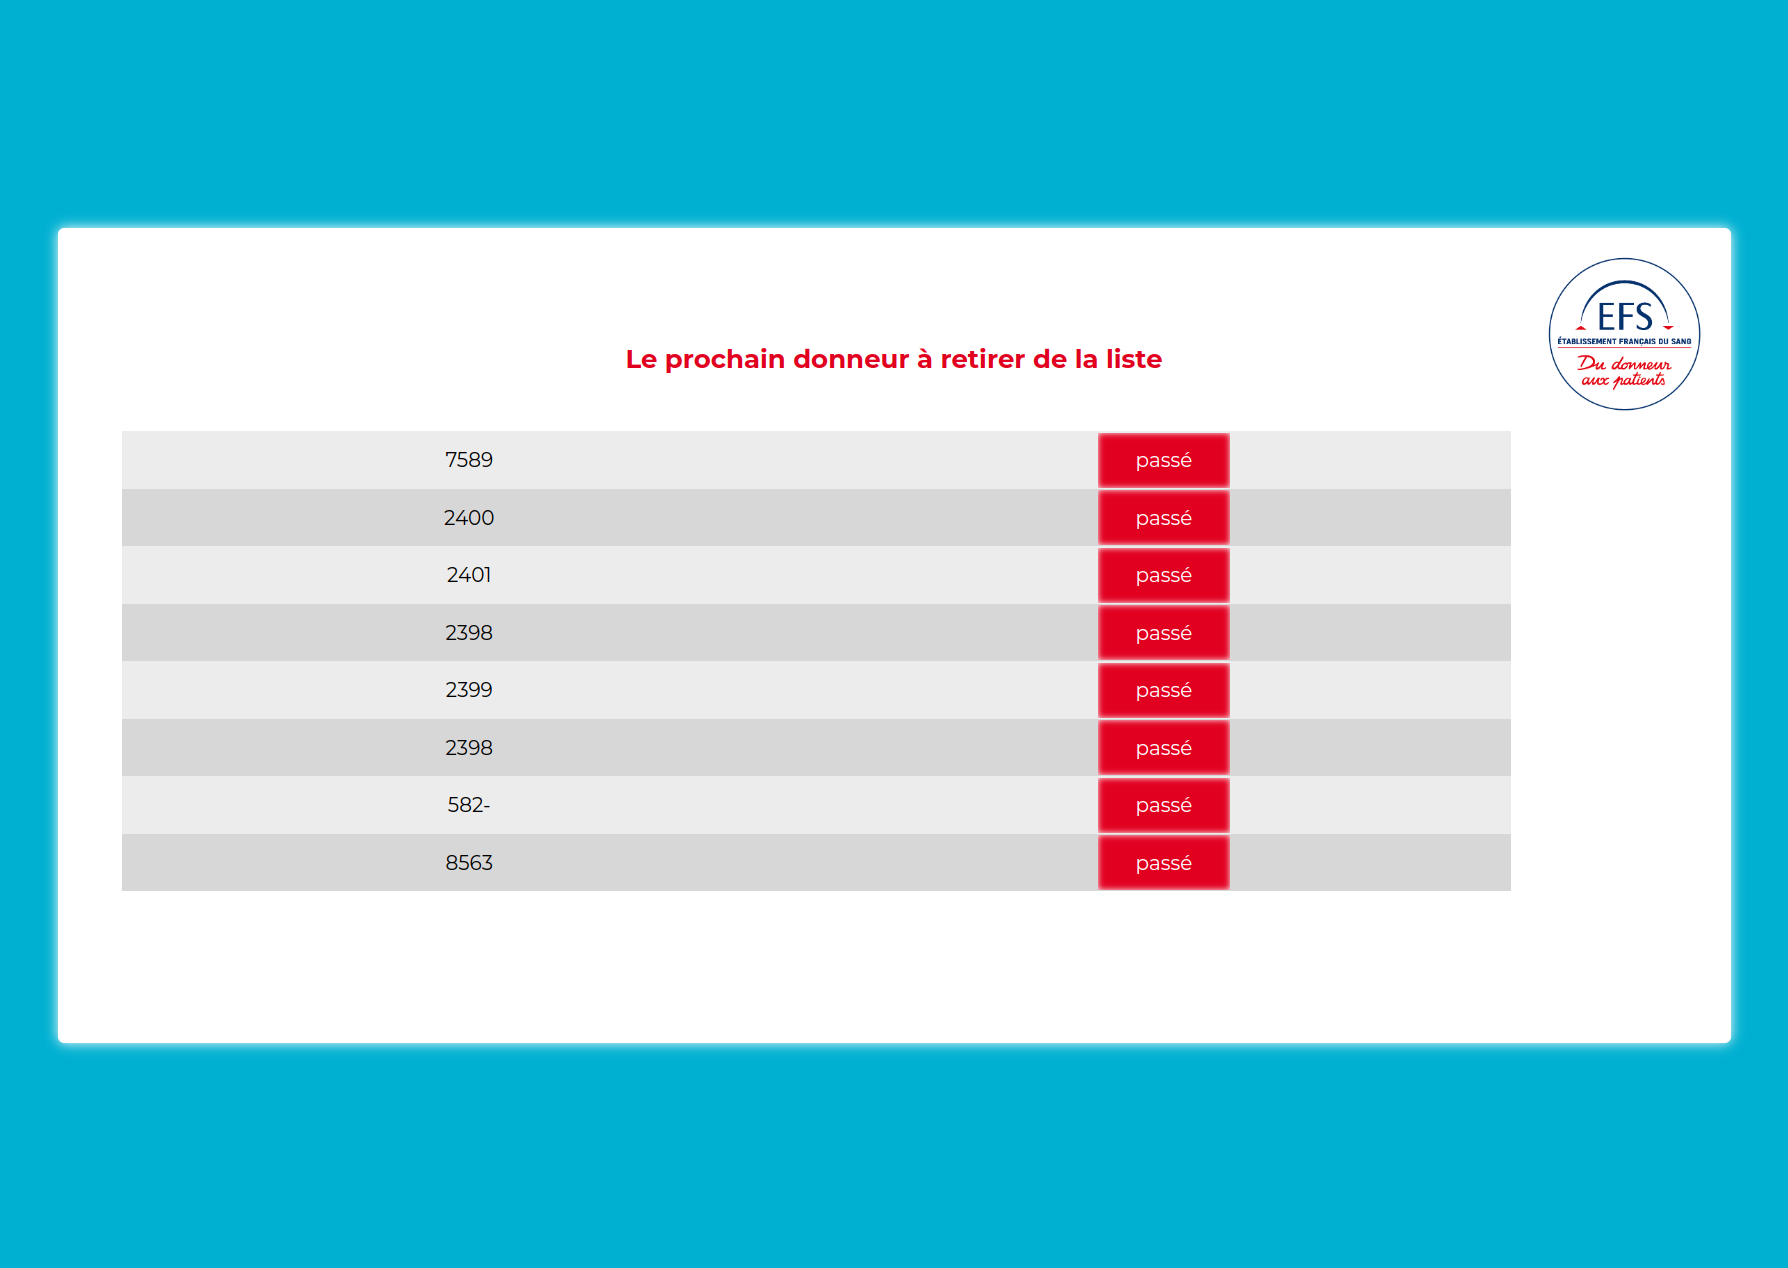 EFS
ÉTABLISSEMENT FRANÇAIS DU SANG
Du donneur
aux patients
Le prochain donneur à retirer de la liste
7589 passé
2400 passé
2401 passé
2398 passé
2399 passé
2398 passé
582- passé
8563 passé